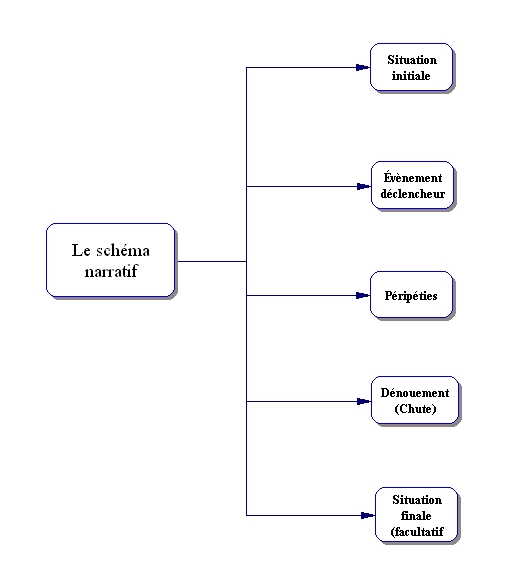 Situation
initiale
Évènement
déclencheur
Le schéma
narratif
Péripéties
Dénouement
(Chute)
Situation
finale
(facultatif